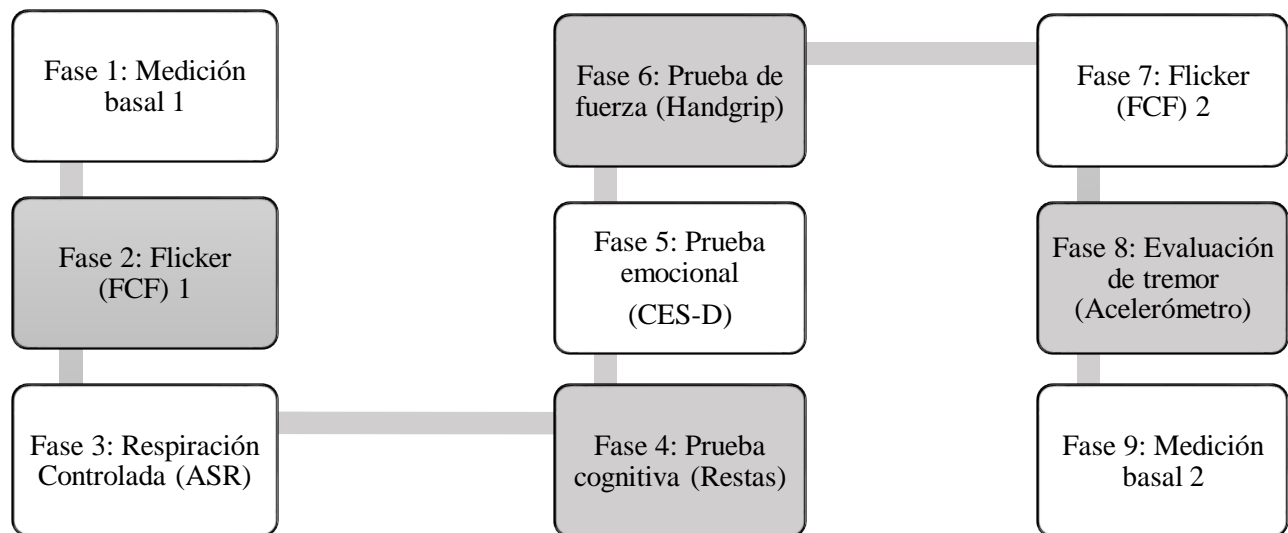 Fase 1: Medición
basal 1
Fase 2: Flicker
(FCF) 1
Fase 3: Respiración
Controlada (ASR)
Fase 4: Prueba
cognitiva (Restas)
Fase 5: Prueba
emocional
(CES-D)
Fase 6: Prueba de
fuerza (Handgrip)
Fase 7: Flicker
(FCF) 2
Fase 8: Evaluación
de tremor
(Acelerómetro)
Fase 9: Medición
basal 2